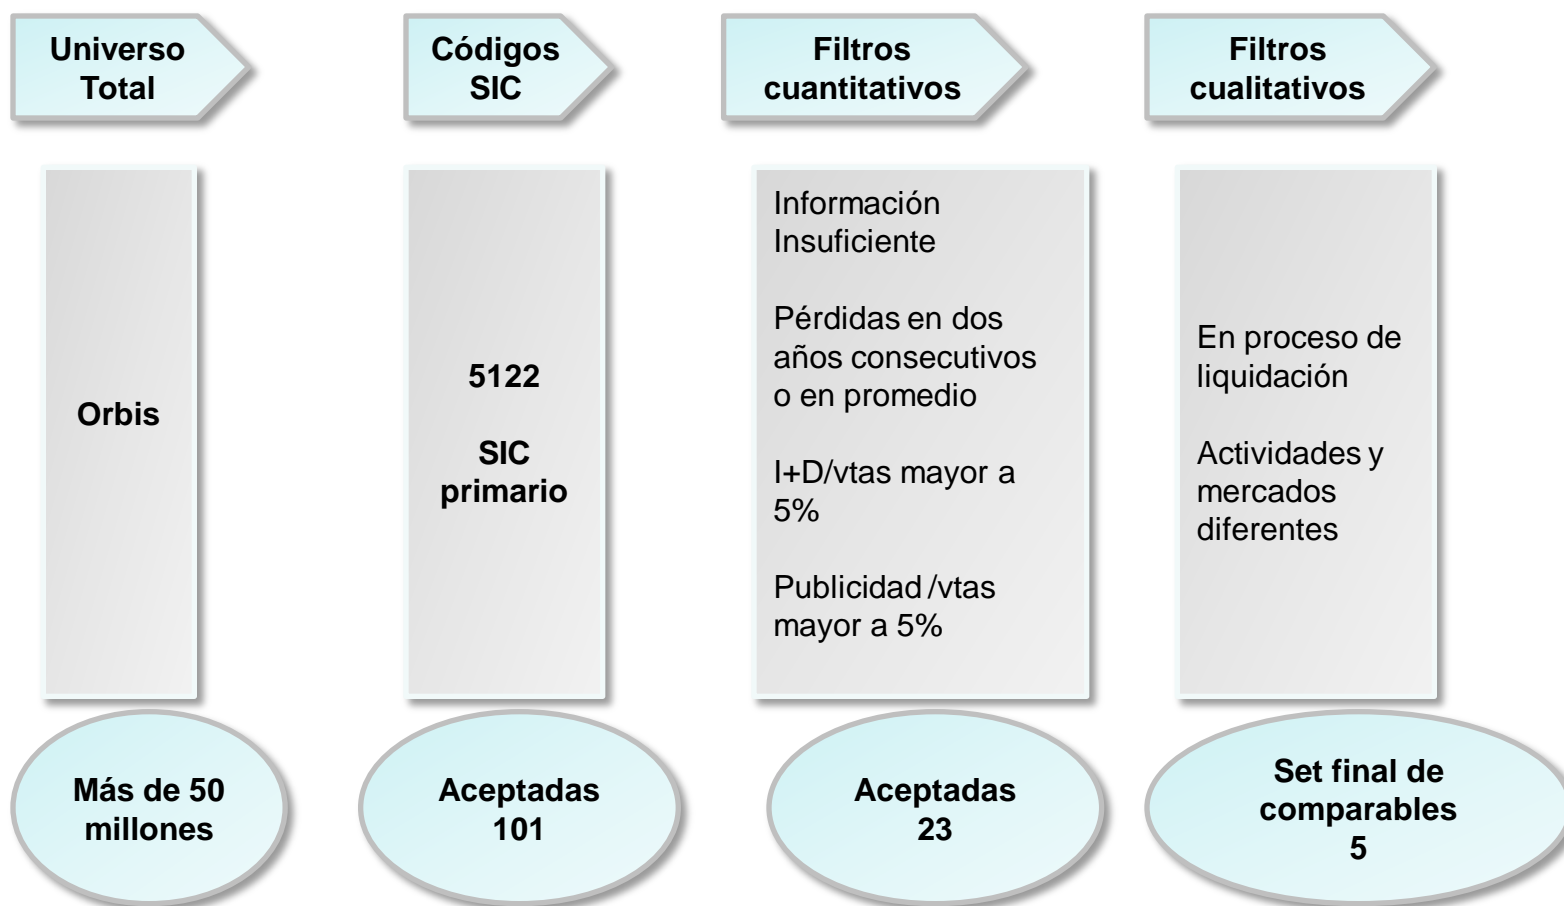 Universo
Total
Códigos
SIC
Filtros
cuantitativos
Filtros
cualitativos
Orbis
5122
SIC
primario
Información
Insuficiente
Pérdidas en dos
años consecutivos
o en promedio
I+D/vtas mayor a
5%
Publicidad /vtas
mayor a 5%
En proceso de
liquidación
Actividades y
mercados
diferentes
Más de 50
millones
Aceptadas
101
Aceptadas
23
Set final de
comparables
5